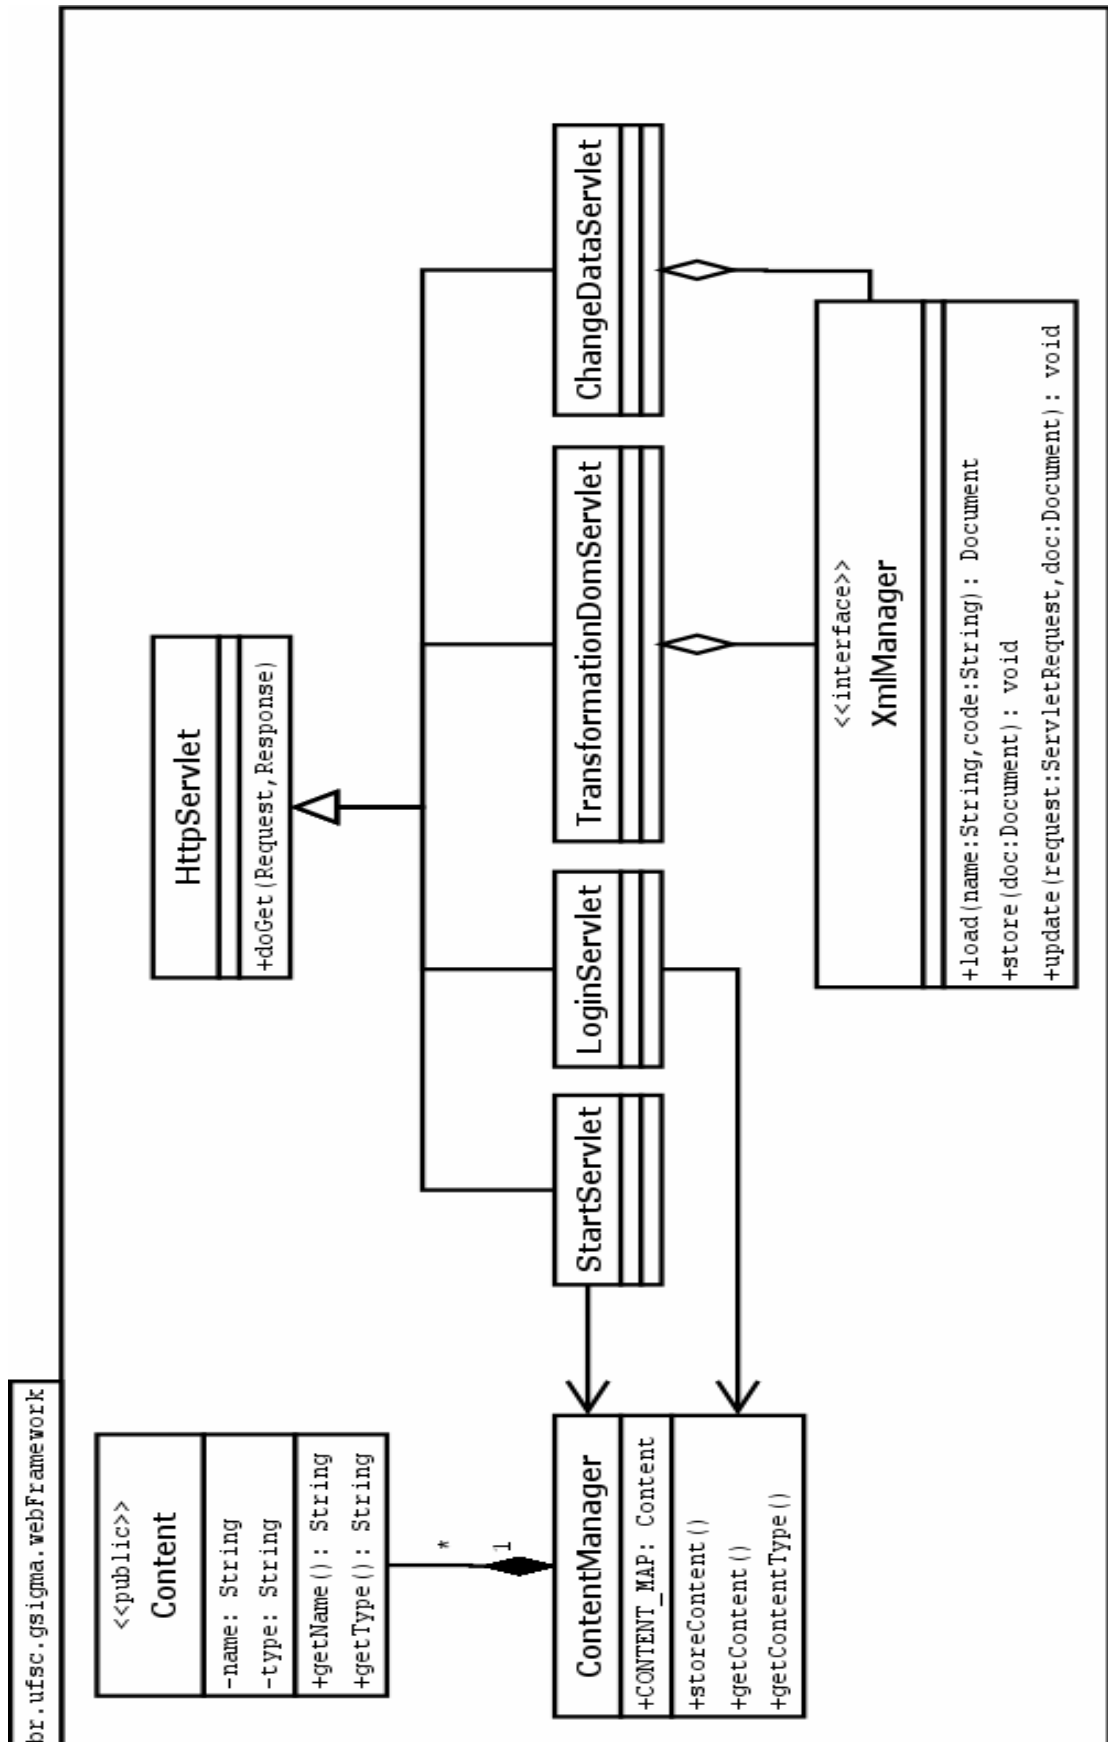 br.ufsc.gsigma.webFramework
<<public>>
Content
-name: String
-type: String
+getName(): String
+getType(): String
*
1
ContentManager
+CONTENT_MAP: Content
+storeContent()
+getContent()
+getContentType()
HttpServlet
+doGet(Request,Response)
StartServlet
LoginServlet
TransformationDomServlet
ChangeDataServlet
<<interface>>
XmlManager
+load(name:String,code:String): Document
+store(doc:Document): void
+update(request:ServletRequest,doc:Document): void